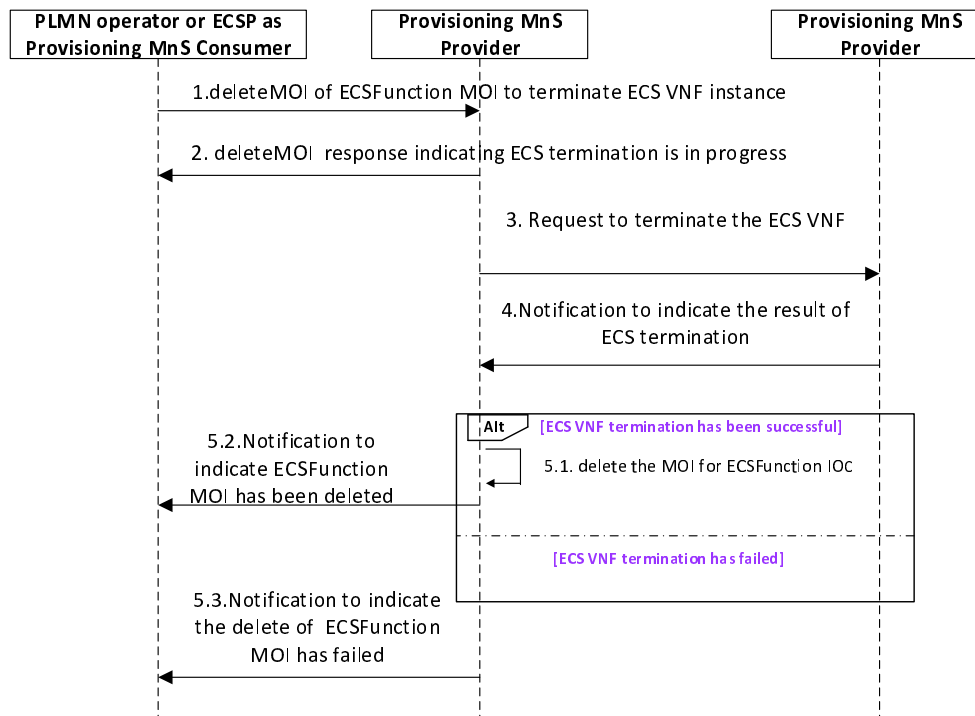 PLMN operator or ECSP as
Provisioning MnS Consumer
Provisioning MnS
Provider
Provisioning MnS
Provider
1.deleteMOI of ECSFunction MOI to terminate ECS VNF instance
2. deleteMOI response indicating ECS termination is in progress
3. Request to terminate the ECS VNF
4.Notification to indicate the result of
ECS termination
Alt
[ECS VNF termination has been successful]
5.1. delete the MOI for ECSFunction IOC
5.2.Notification to
indicate ECSFunction
MOI has been deleted
[ECS VNF termination has failed]
5.3.Notification to indicate
the delete of ECSFunction
MOI has failed